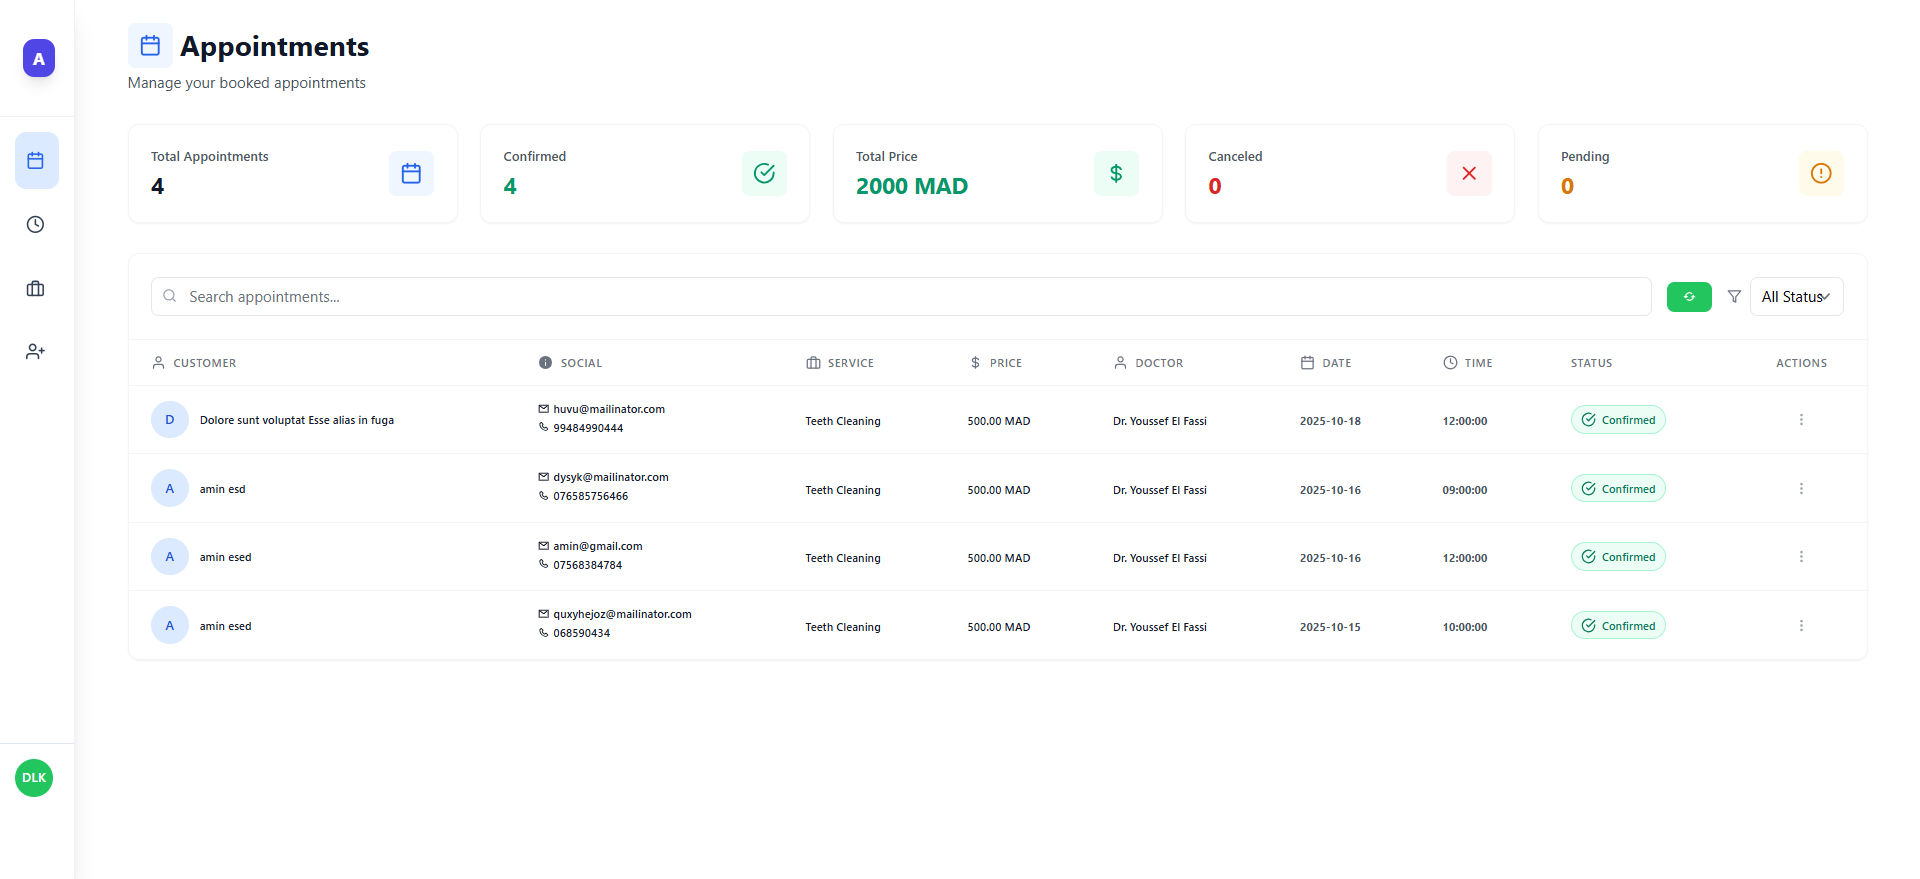 A
Appointments
Manage your booked appointments
Total Appointments
4
Confirmed
4
Total Price
2000 MAD
$
Canceled
0
Pending
0
Search appointments...
All Status
CUSTOMER SOCIAL SERVICE $ PRICE DOCTOR DATE TIME STATUS ACTIONS
D Dolore sunt voluptat Esse alias in fuga huvu@mailinator.com
99484990444
Teeth Cleaning 500.00 MAD Dr. Youssef El Fassi 2025-10-18 12:00:00 Confirmed
A amin esd dysyk@mailinator.com
076585756466
Teeth Cleaning 500.00 MAD Dr. Youssef El Fassi 2025-10-16 09:00:00 Confirmed
A amin esed amin@gmail.com
07568384784
Teeth Cleaning 500.00 MAD Dr. Youssef El Fassi 2025-10-16 12:00:00 Confirmed
A amin esed quxyhejoz@mailinator.com
068590434
Teeth Cleaning 500.00 MAD Dr. Youssef El Fassi 2025-10-15 10:00:00 Confirmed
DLK